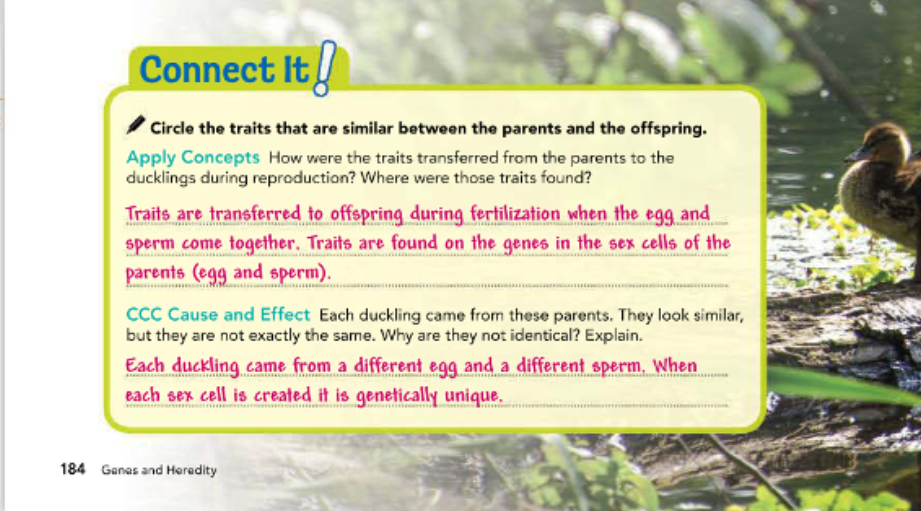 Connect It!
Circle the traits that are similar between the parents and the offspring.
Apply Concepts How were the traits transferred from the parents to the
ducklings during reproduction? Where were those traits found?
Traits are transferred to offspring during fertilization when the egg and
sperm come together. Traits are found on the genes in the sex cells of the
parents (egg and sperm).
CCC Cause and Effect Each duckling came from these parents. They look similar,
but they are not exactly the same. Why are they not identical? Explain.
Each duckling came from a different egg and a different sperm. When
each sex cell is created it is genetically unique.
184 Genes and Heredity